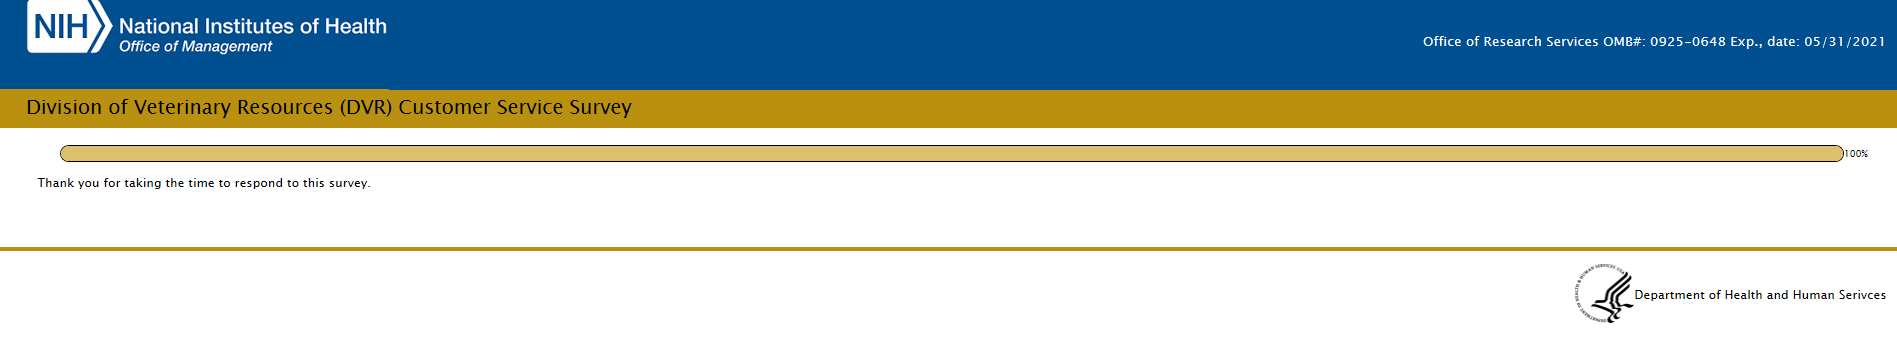 NIH National Institutes of Health
Office of Management
Office of Research Services OMB#: 0925-0648 Exp., date: 05/31/2021
Division of Veterinary Resources (DVR) Customer Service Survey
100%
Thank you for taking the time to respond to this survey.
Department of Health and Human Serivces